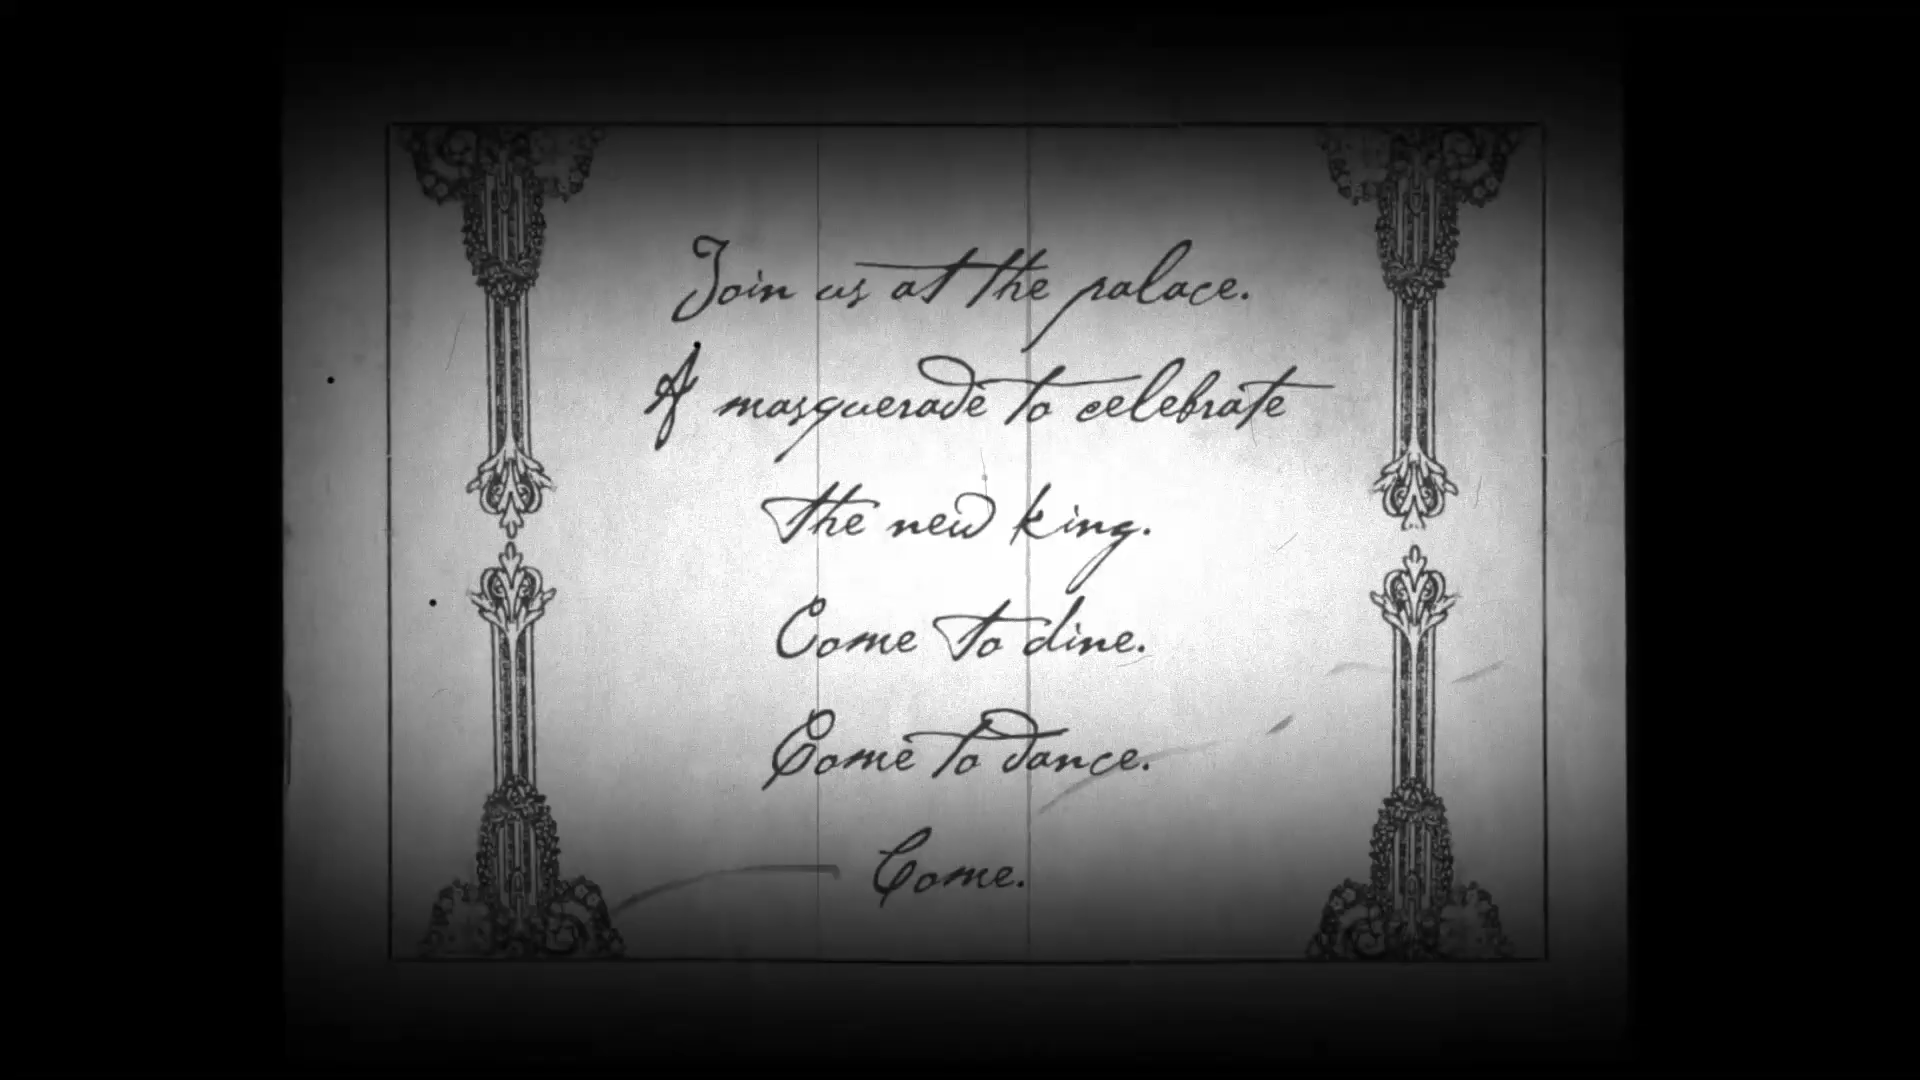 Join us at the palace.
A masquerade to celebrate
the new king.
Come to dine.
Come to dance.
Come.